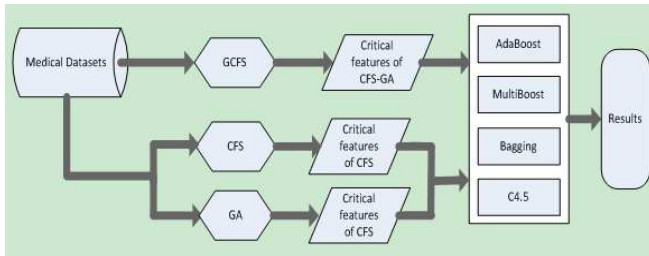 Medical Datasets
GCFS
Critical
features of
CFS-GA
CFS
Critical
features
of CFS
GA
Critical
features
of CFS
AdaBoost
MultiBoost
Bagging
C4.5
Results